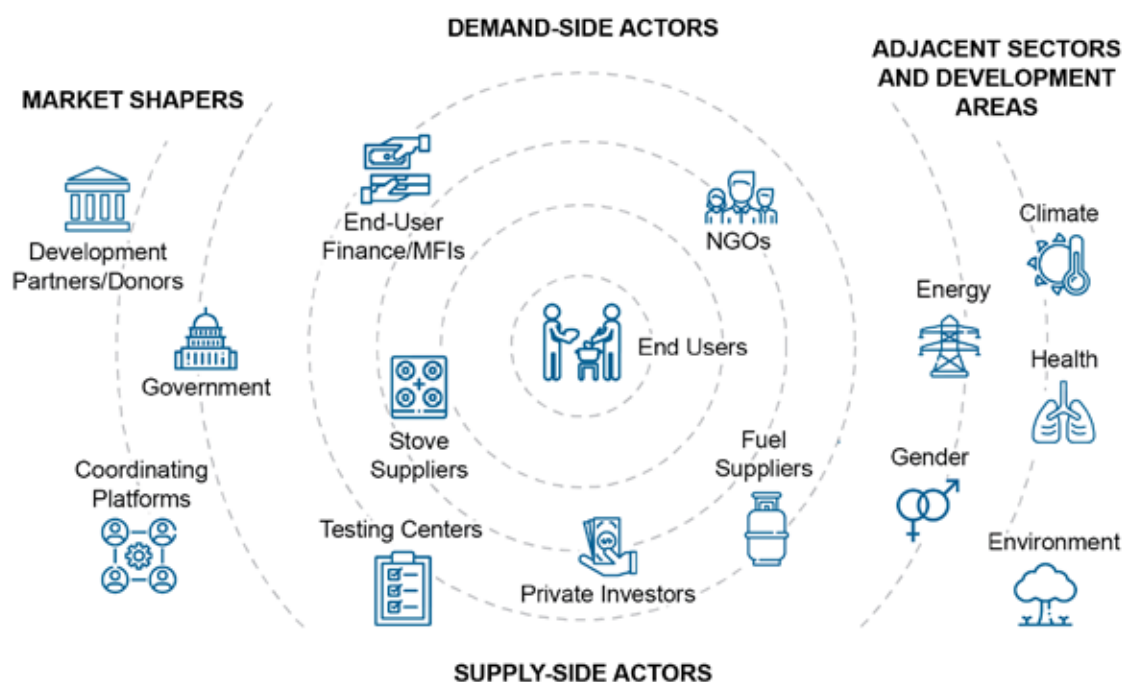 DEMAND-SIDE ACTORS
ADJACENT SECTORS
AND DEVELOPMENT
AREAS
MARKET SHAPERS
Development
Partners/Donors
Government
Coordinating
Platforms
End-User
Finance/MFIs
NGOs
End Users
Stove
Suppliers
Fuel
Suppliers
Testing Centers
Private Investors
Climate
Energy
Health
Gender
Environment
SUPPLY-SIDE ACTORS